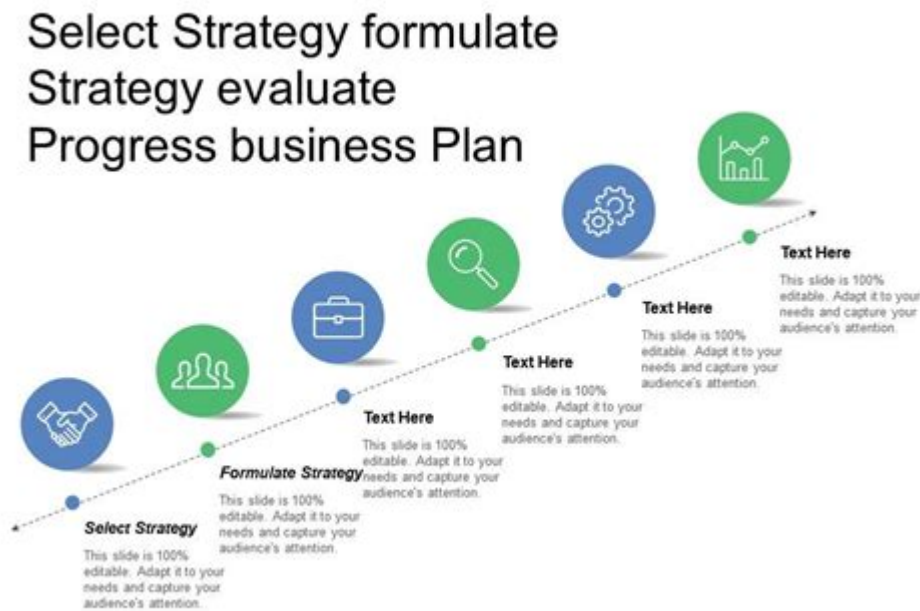 Select Strategy formulate
Strategy evaluate
Progress business Plan
Select Strategy
This slide is 100%
editable. Adapt it to your
needs and capture your
audience's attention.
Formulate Strategy
This slide is 100%
editable. Adapt it to your
needs and capture your
audience's attention.
Text Here
This slide is 100%
editable. Adapt it to your
needs and capture your
audience's attention.
Text Here
This slide is 100%
editable. Adapt it to your
needs and capture your
audience's attention.
Text Here
This slide is 100%
editable. Adapt it to your
needs and capture your
audience's attention.
Text Here
This slide is 100%
editable. Adapt it to your
needs and capture your
audience's attention.